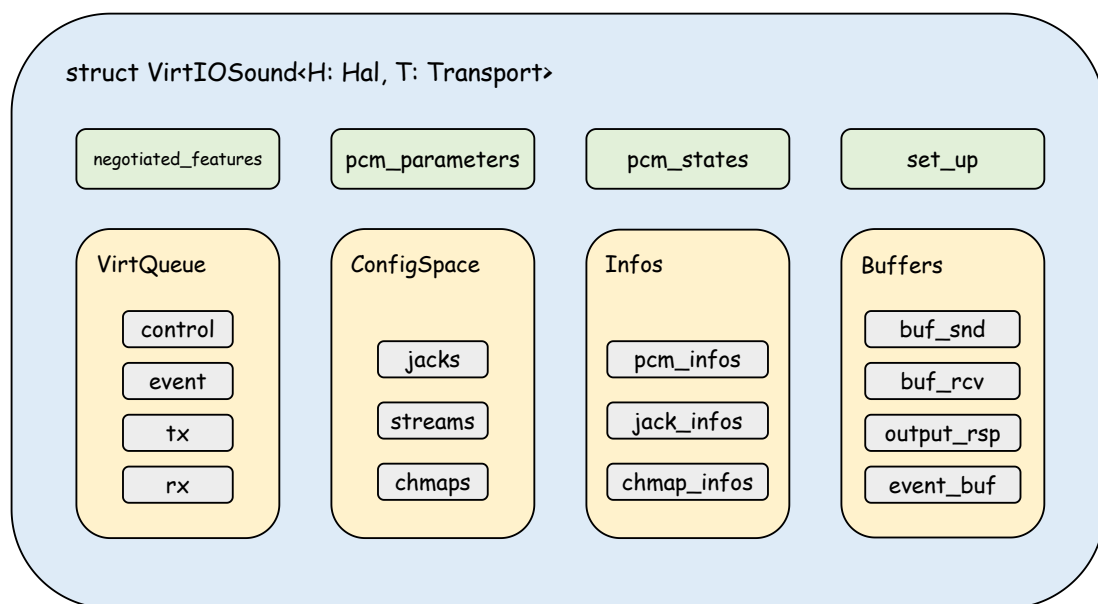 struct VirtIOSound<H: Hal, T: Transport>
negotiated_features
pcm_parameters
pcm_states
set_up
VirtQueue
control
event
tx
rx
ConfigSpace
jacks
streams
chmaps
Infos
pcm_infos
jack_infos
chmap_infos
Buffers
buf_snd
buf_rcv
output_rsp
event_buf